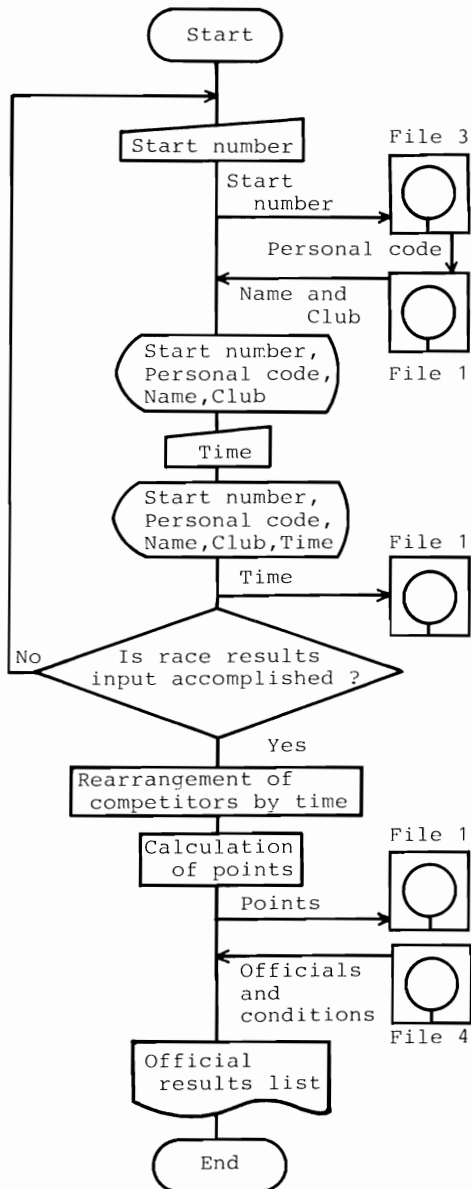 Start
Start number
File 3
Start
number
Personal code
Name and
Club
File 1
Start number,
Personal code,
Name,Club
Time
Start number,
Personal code,
Name,Club,Time
File 1
Time
No
Is race results
input accomplished ?
Yes
Rearrangement of
competitors by time
File 1
Calculation
of points
Points
Officials
and
conditions
File 4
Official
results list
End